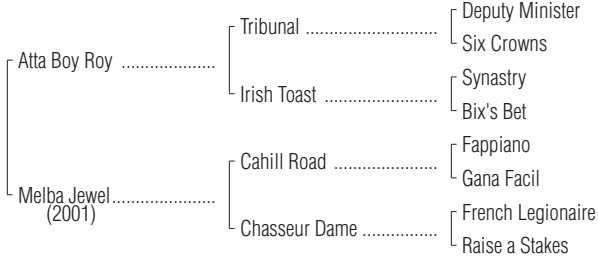 Deputy Minister
Tribunal ........................
Six Crowns
Atta Boy Roy .................
Synastry
Irish Toast ....................
Bix's Bet
Fappiano
Cahill Road ..................
Gana Facil
Melba Jewel...................
(2001)
French Legionaire
Chasseur Dame .............
Raise a Stakes